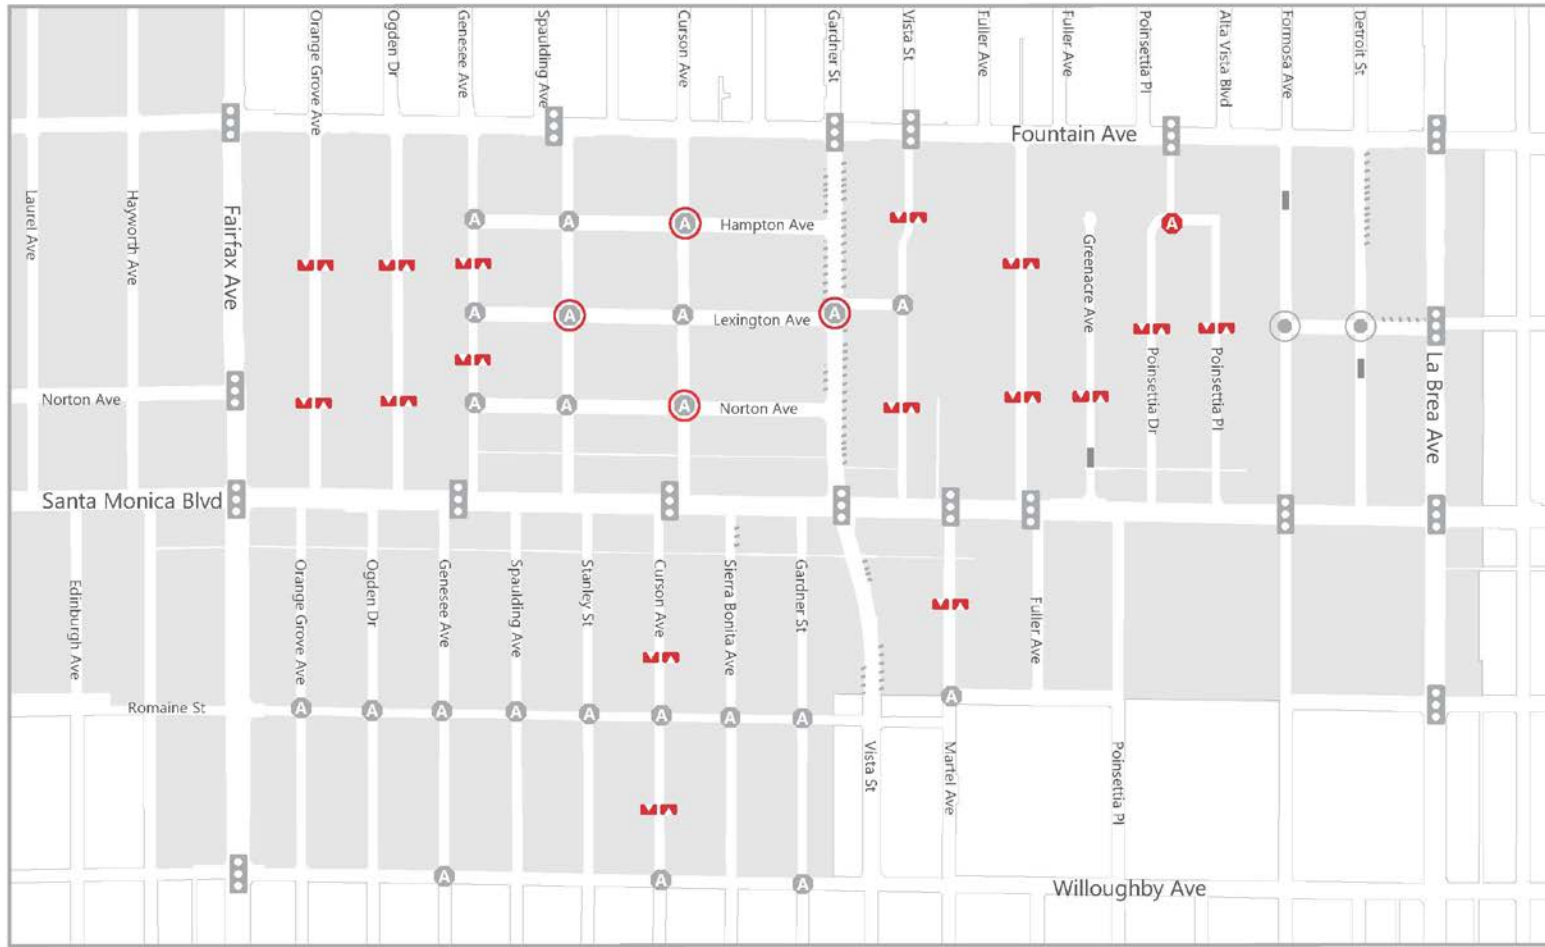 Orange Grove Ave
Ogden Dr
Genesee Ave
Spaulding Ave
Curson Ave
Gardner St
Vista St
Fuller Ave
Fuller Ave
Poinsettia Pl
Alta Vista Blvd
Formosa Ave
Detroit St
Fountain Ave
Laurel Ave
Hayworth Ave
Fairfax Ave
A
A
A
Hampton Ave
A
Greenacre Ave
A
A
A
Lexington Ave
A
A
Poinsettia Dr
Poinsettia Pl
La Brea Ave
Norton Ave
A
A
A
Norton Ave
Santa Monica Blvd
Edinburgh Ave
Orange Grove Ave
Ogden Dr
Genesee Ave
Spaulding Ave
Stanley St
Curson Ave
Sierra Bonita Ave
Gardner St
Fuller Ave
Romaine St
A
A
A
A
A
A
A
A
A
Vista St
Martel Ave
Poinsettia Pl
A
A
A
Willoughby Ave